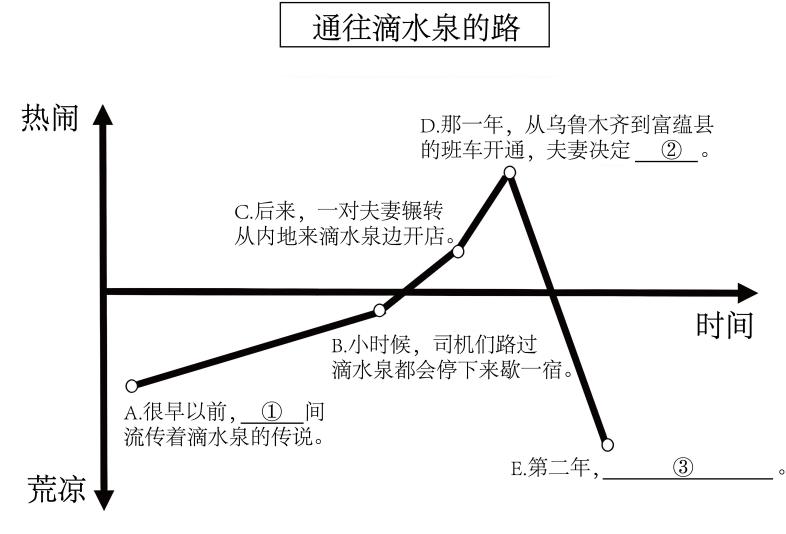 通往滴水泉的路
热闹
D.那一年，从乌鲁木齐到富蕴县
的班车开通，夫妻决定 ② 。
C.后来，一对夫妻辗转
从内地来滴水泉边开店。
时间
B.小时候，司机们路过
滴水泉都会停下来歇一宿。
A.很早以前, ① 间
流传着滴水泉的传说。
E.第二年, ③ 。
荒凉